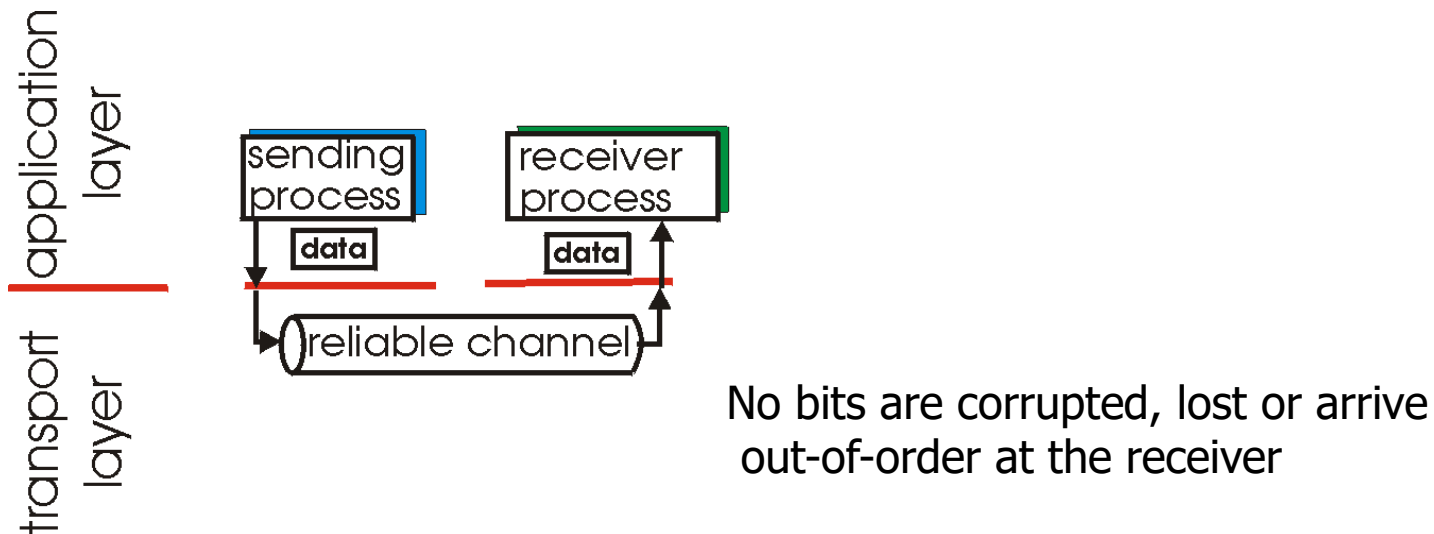 application
layer
sending
process
receiver
process
data
data
reliable channel
transport
layer
No bits are corrupted, lost or arrive
out-of-order at the receiver